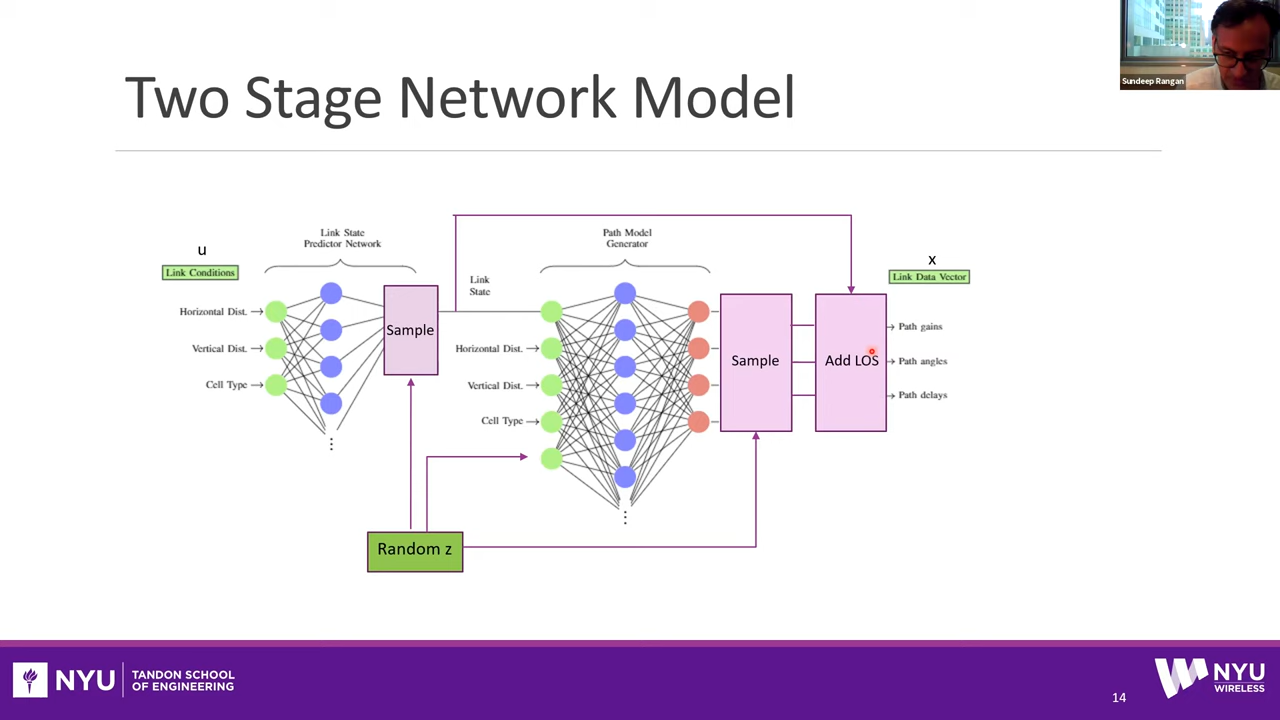 Sundeep Rangan
Two Stage Network Model
u
Link Conditions
Horizontal Dist.
Vertical Dist.
Cell Type
Link State
Predictor Network
Sample
Link
State
Horizontal Dist.
Vertical Dist.
Cell Type
Path Model
Generator
Sample
Add LOS
x
Link Data Vector
Path gains
Path angles
Path delays
Random z
NYU
TANDON SCHOOL
OF ENGINEERING
14
NYU
WIRELESS